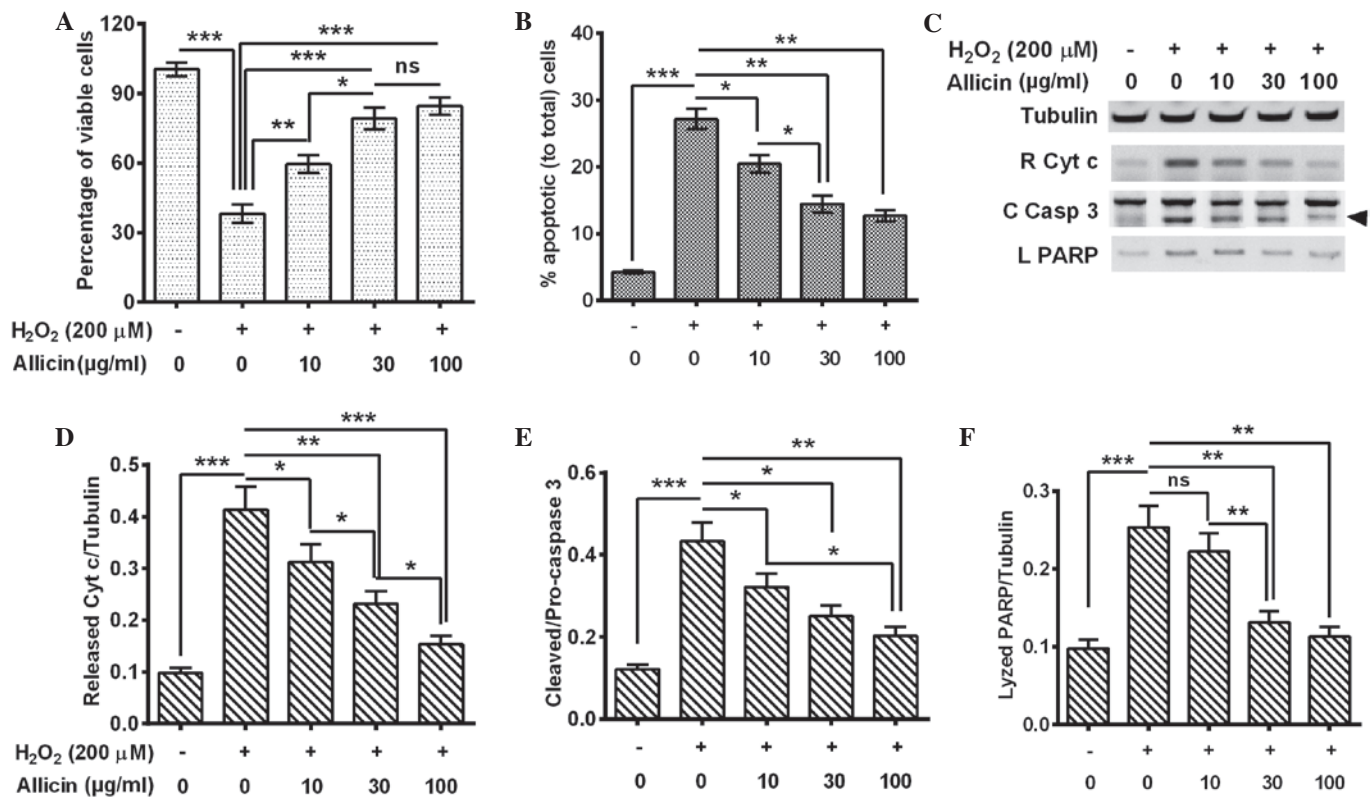 A
Percentage of viable cells
120
90
60
30
0
***
***
***
**
*
ns
H₂O₂ (200 µM) - + + + +
Allicin (µg/ml) 0 0 10 30 100
B
% apoptotic (to total) cells
40
30
20
10
0
**
**
***
*
*
- + + + +
0 0 10 30 100
C
H₂O₂ (200 µM) - + + + +
Allicin (µg/ml) 0 0 10 30 100
Tubulin
R Cyt c
C Casp 3
L PARP
D
Released Cyt c/Tubulin
0.5
0.4
0.3
0.2
0.1
0.0
***
**
***
*
*
*
H₂O₂ (200 µM) - + + + +
Allicin (µg/ml) 0 0 10 30 100
E
Cleaved/Pro-caspase 3
0.6
0.4
0.2
0.0
**
*
***
*
*
- + + + +
0 0 10 30 100
F
Lyzed PARP/Tubulin
0.3
0.2
0.1
0.0
**
**
***
ns
**
- + + + +
0 0 10 30 100